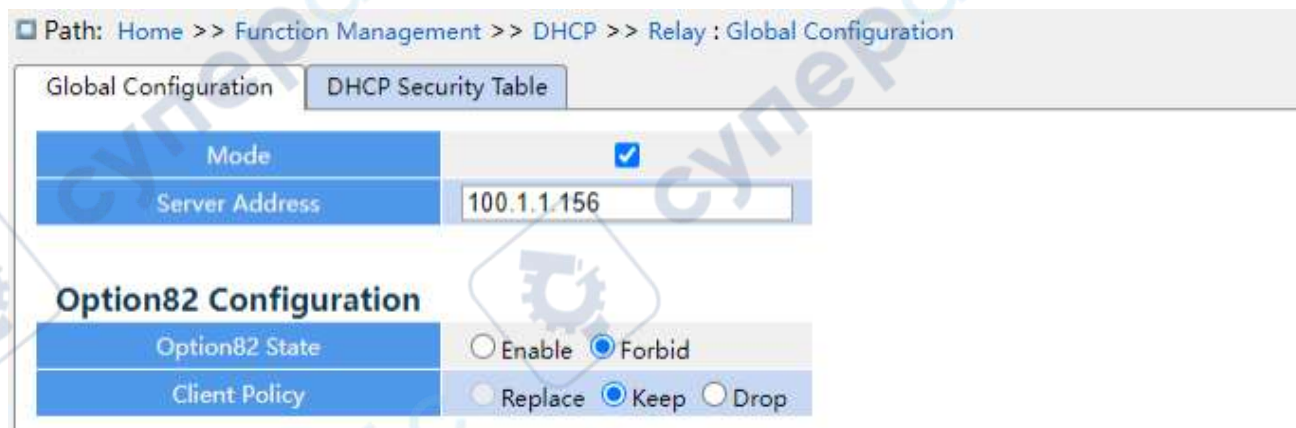 Path: Home >> Function Management >> DHCP >> Relay : Global Configuration
Global Configuration DHCP Security Table
Mode
Server Address 100.1.1.156
Option82 Configuration
Option82 State Enable Forbid
Client Policy Replace Keep Drop